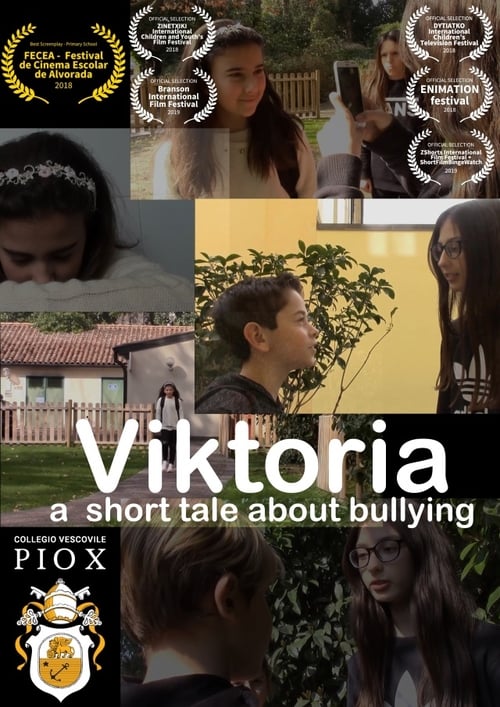 Best Screenplay - Primary School
FECEA - Festival
de Cinema Escolar
de Alvorada
2018
OFFICIAL SELECTION
ZINETXIKI
International
Children and Youth's
Film Festival
2018
OFFICIAL SELECTION
Branson
International
Film Festival
2019
OFFICIAL SELECTION
DYTIATKO
International
Children's
Television Festival
2018
OFFICIAL SELECTION
ENIMATION
festival
2018
OFFICIAL SELECTION
ZShorts International
Film Festival +
ShortFilmBingeWatch
2019
VANS
Viktoria
a short tale about bullying
COLLEGIO VESCOVILE
PIO X